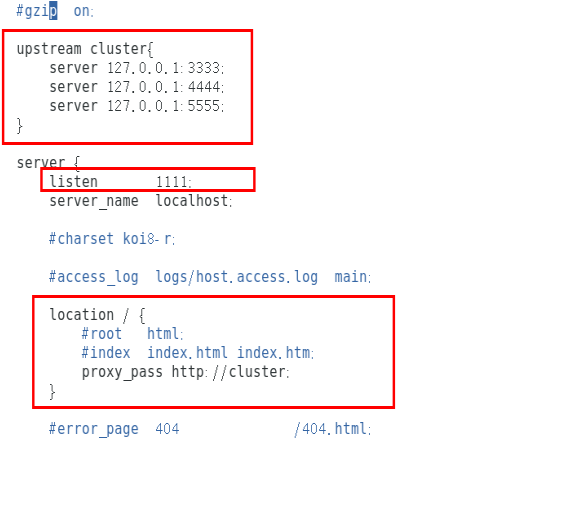 #gzip  on;
upstream cluster{
    server 127.0.0.1:3333;
    server 127.0.0.1:4444;
    server 127.0.0.1:5555;
}
server {
    listen       1111;
    server_name  localhost;
    #charset koi8-r;
    #access_log  logs/host.access.log  main;
    location / {
        #root   html;
        #index  index.html index.htm;
        proxy_pass http://cluster;
    }
    #error_page  404              /404.html;